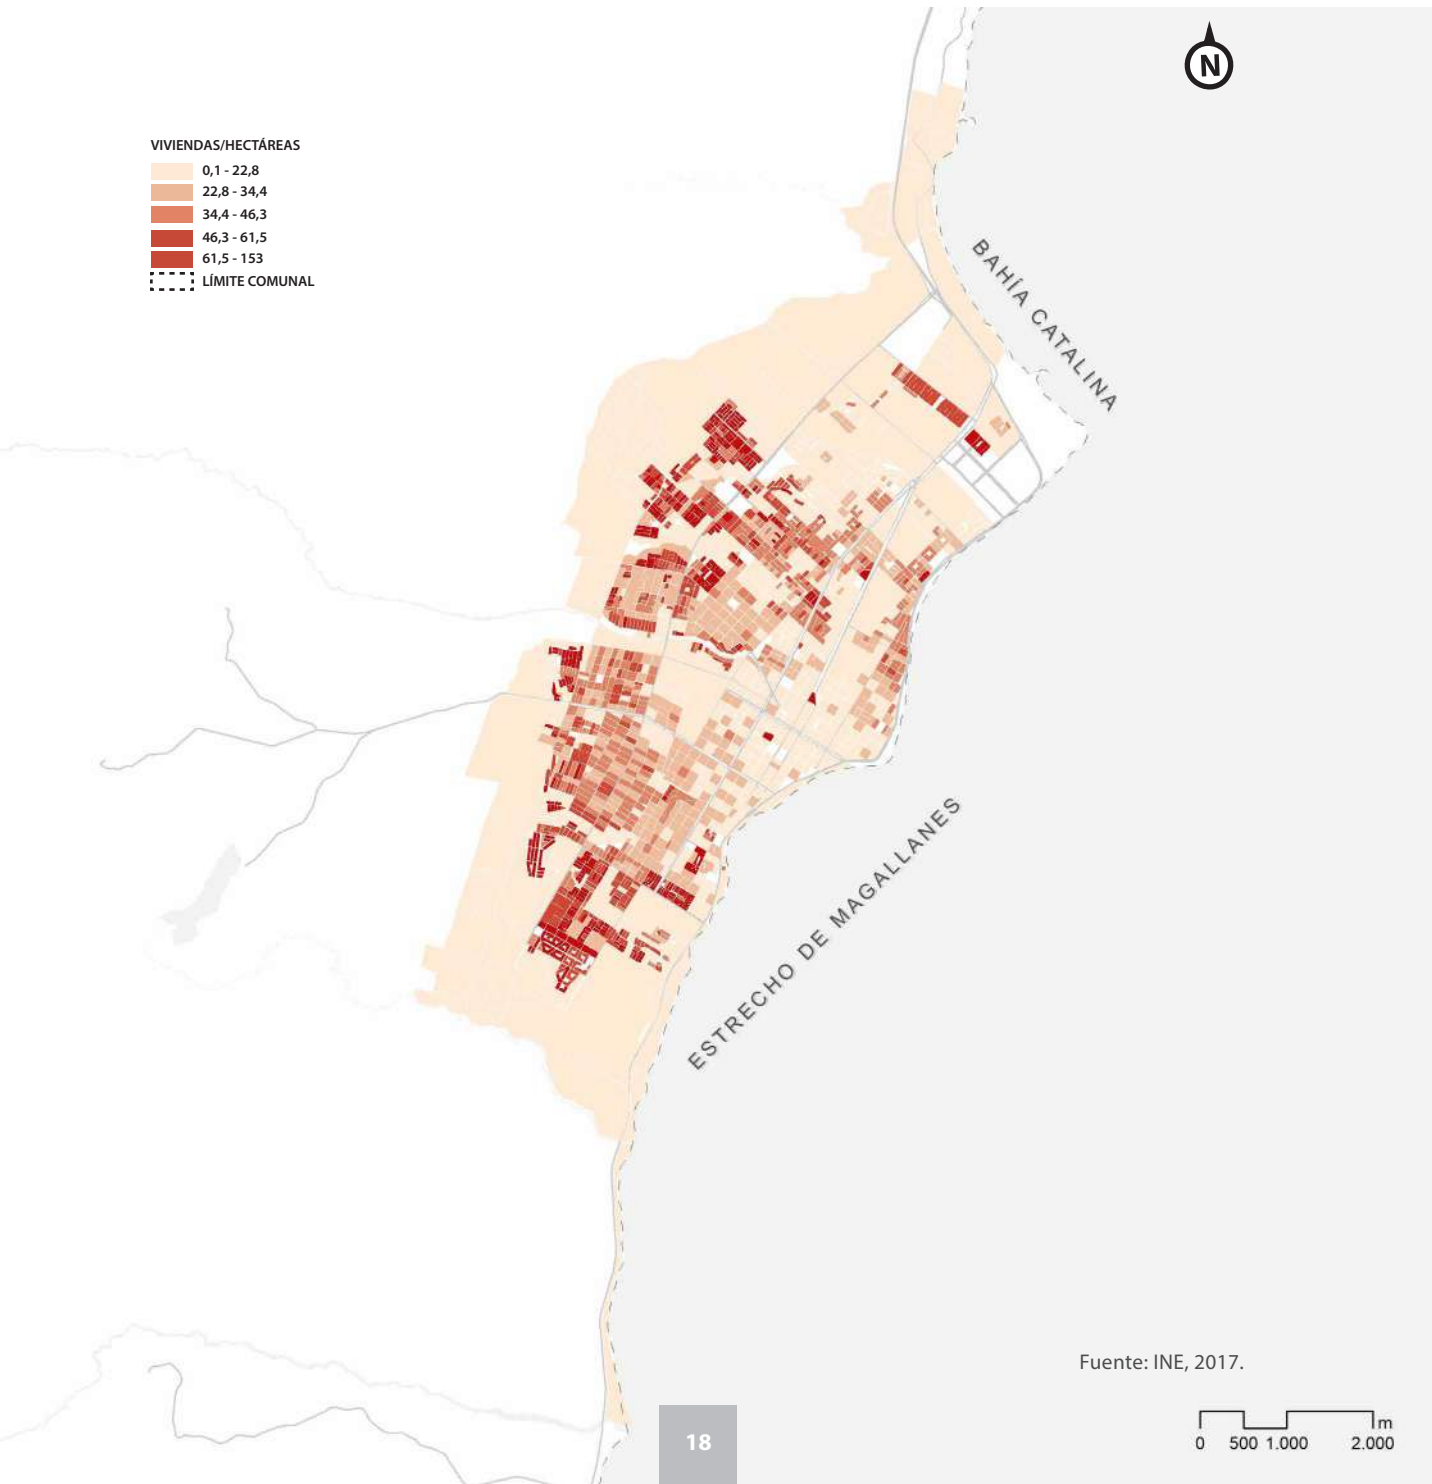 N
VIVIENDAS/HECTÁREAS
0,1 - 22,8
22,8 - 34,4
34,4 - 46,3
46,3 - 61,5
61,5 - 153
LÍMITE COMUNAL
BAHÍA CATALINA
ESTRECHO DE MAGALLANES
Fuente: INE, 2017.
m
0 500 1.000 2.000
18